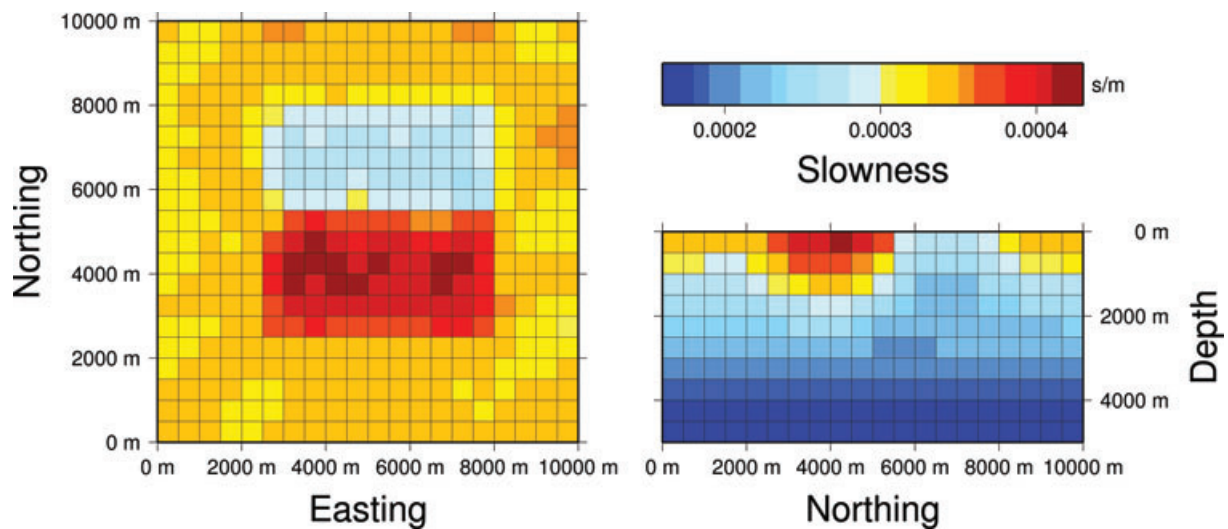 10000 m
8000 m
6000 m
4000 m
2000 m
0 m
Northing
0 m 2000 m 4000 m 6000 m 8000 m 10000 m
Easting
s/m
0.0002 0.0003 0.0004
Slowness
0 m
2000 m
4000 m
Depth
0 m 2000 m 4000 m 6000 m 8000 m 10000 m
Northing